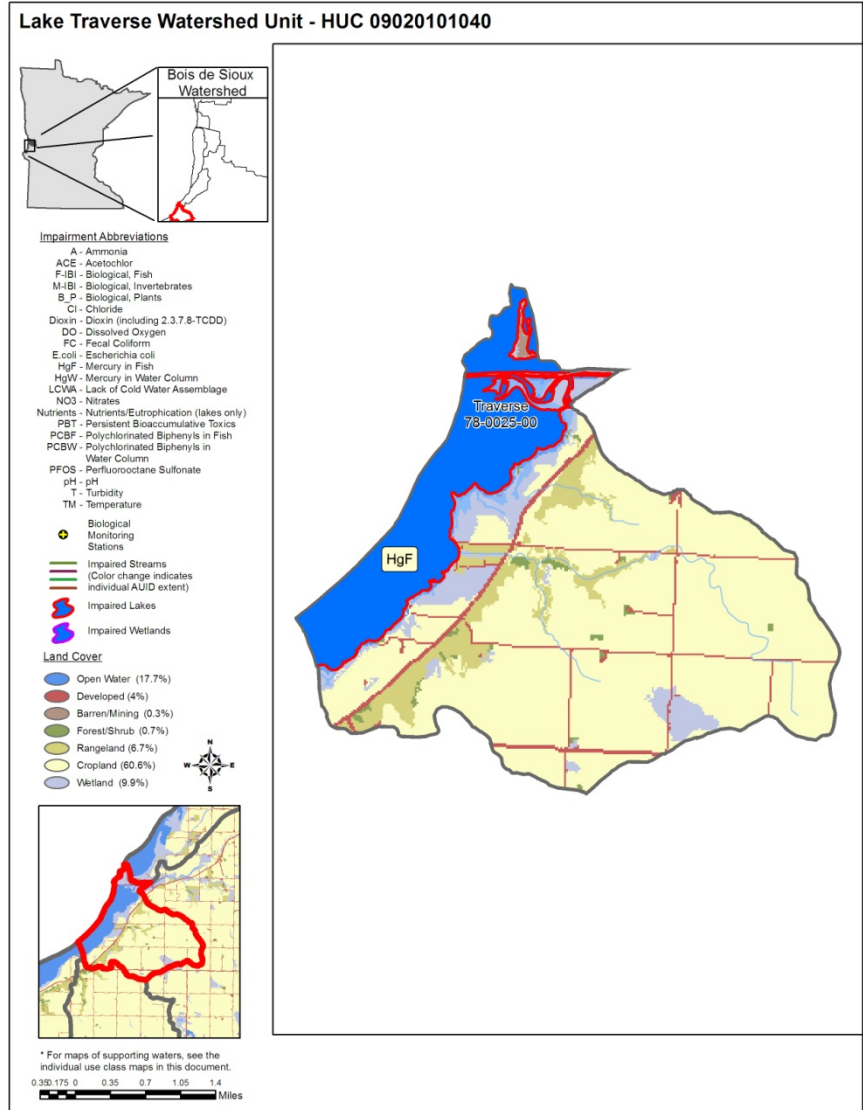 Lake Traverse Watershed Unit - HUC 09020101040
Bois de Sioux
Watershed
Impairment Abbreviations
A - Ammonia
ACE - Acetochlor
F-IBI - Biological, Fish
M-IBI - Biological, Invertebrates
B_P - Biological, Plants
Cl - Chloride
Dioxin - Dioxin (including 2.3.7.8-TCDD)
DO - Dissolved Oxygen
FC - Fecal Coliform
E.coli - Escherichia coli
HgF - Mercury in Fish
HgW - Mercury in Water Column
LCWA - Lack of Cold Water Assemblage
NO3 - Nitrates
Nutrients - Nutrients/Eutrophication (lakes only)
PBT - Persistent Bioaccumulative Toxics
PCBF - Polychlorinated Biphenyls in Fish
PCBW - Polychlorinated Biphenyls in
Water Column
PFOS - Perfluorooctane Sulfonate
pH - pH
T - Turbidity
TM - Temperature
Biological
Monitoring
Stations
Impaired Streams
(Color change indicates
individual AUID extent)
Impaired Lakes
Impaired Wetlands
Land Cover
Open Water (17.7%)
Developed (4%)
Barren/Mining (0.3%)
Forest/Shrub (0.7%)
Rangeland (6.7%)
Cropland (60.6%)
Wetland (9.9%)
N
W E
S
Traverse
78-0025-00
HgF
* For maps of supporting waters, see the
individual use class maps in this document.
0.35 0.175 0 0.35 0.7 1.05 1.4
Miles